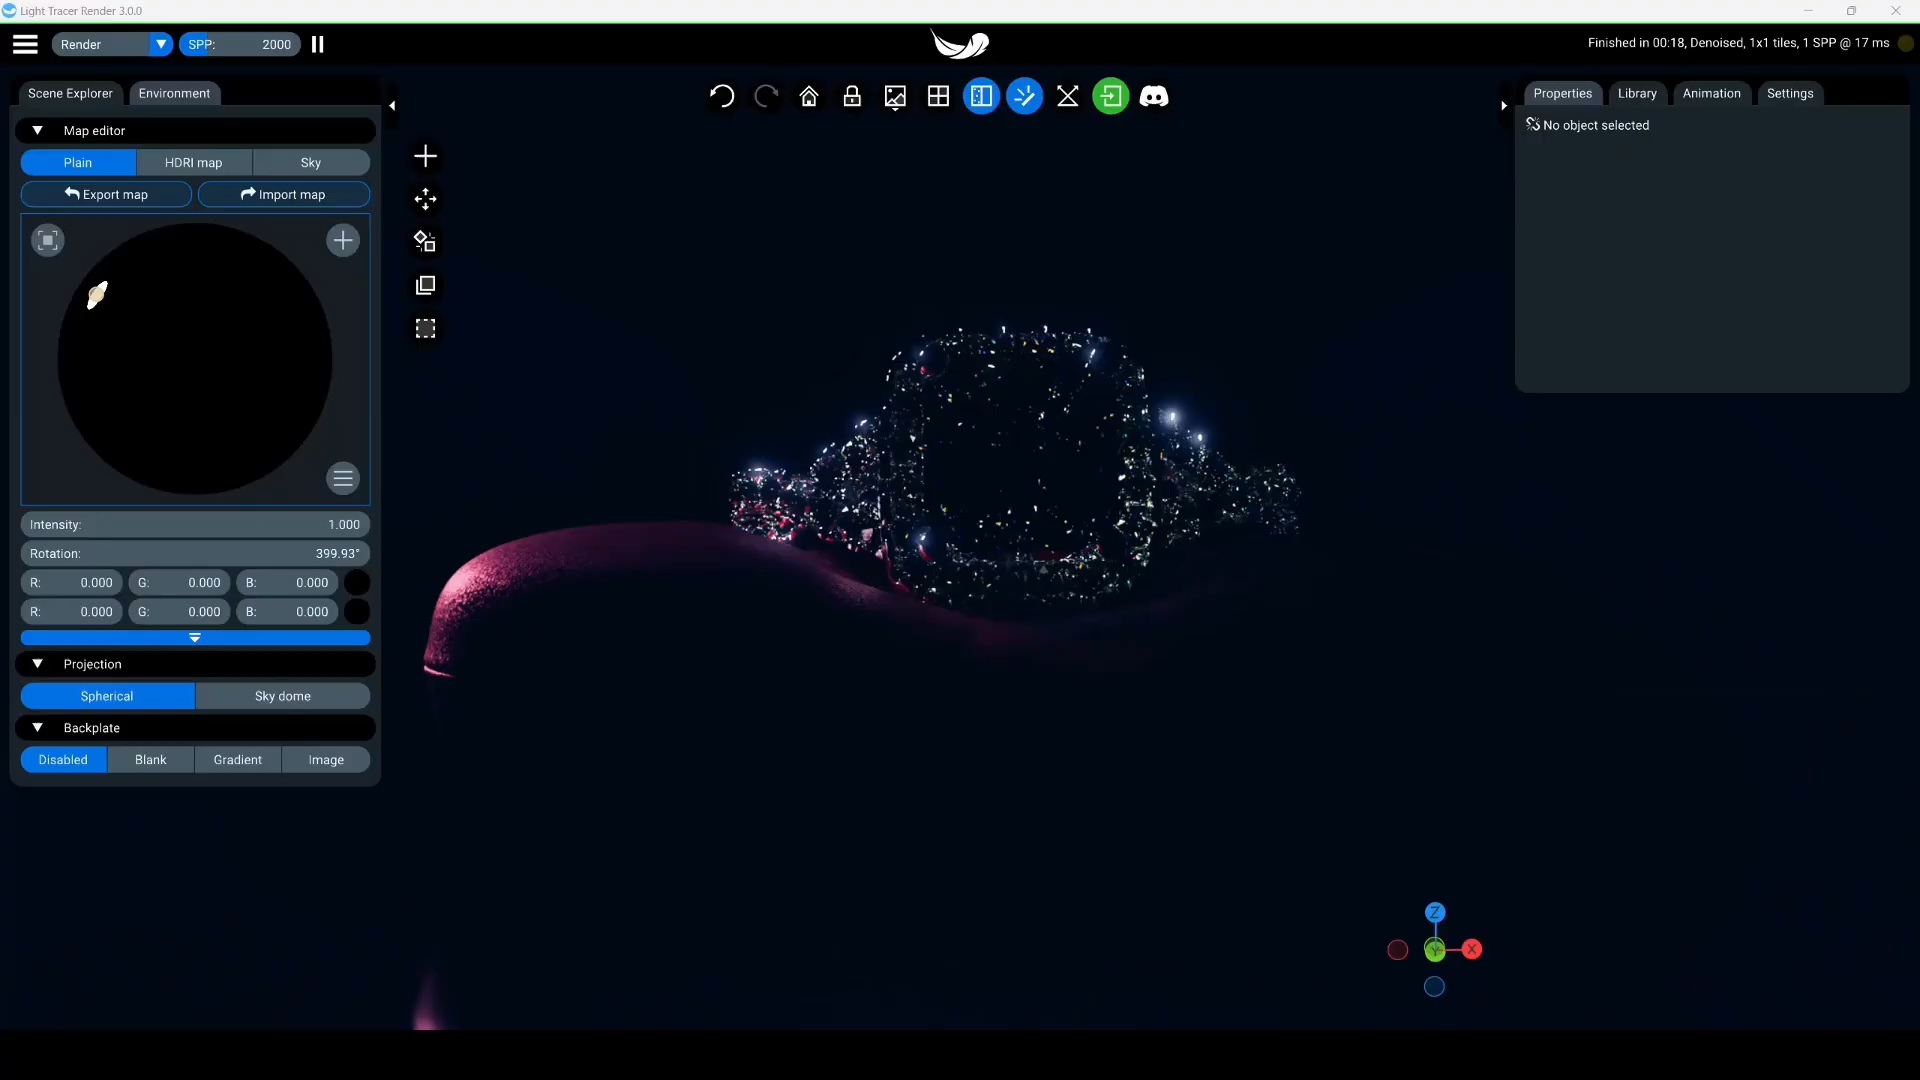 Light Tracer Render 3.0.0
Render
SPP: 2000
Finished in 00:18, Denoised, 1x1 tiles, 1 SPP @ 17 ms
Scene Explorer
Environment
Map editor
Plain
HDRI map
Sky
Export map
Import map
Intensity: 1.000
Rotation: 399.93°
R: 0.000 G: 0.000 B: 0.000
R: 0.000 G: 0.000 B: 0.000
Projection
Spherical
Sky dome
Backplate
Disabled
Blank
Gradient
Image
Properties
Library
Animation
Settings
No object selected
Z
Y
X